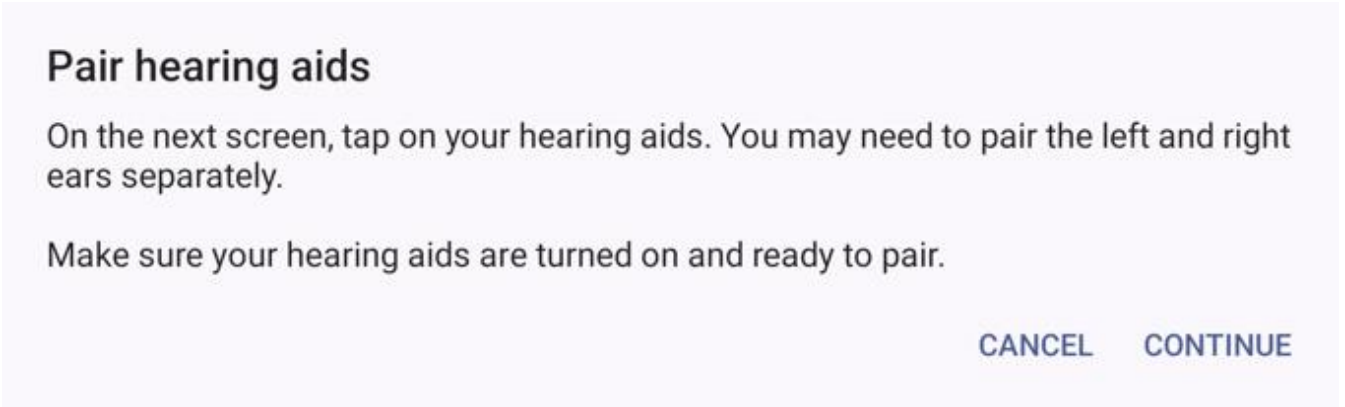 Pair hearing aids
On the next screen, tap on your hearing aids. You may need to pair the left and right
ears separately.
Make sure your hearing aids are turned on and ready to pair.
CANCEL CONTINUE